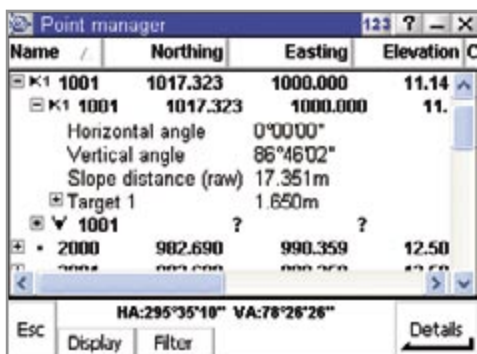 Point manager 123 ? – X
Name Northing Easting Elevation C
K1 1001 1017.323 1000.000 11.14
K1 1001 1017.323 1000.000 11.
Horizontal angle 0°00'00"
Vertical angle 86°46'02"
Slope distance (raw) 17.351m
Target 1 1.650m
1001 ? ?
2000 982.690 990.359 12.50
HA:295°35'10" VA:78°26'26"
Esc Display Filter Details